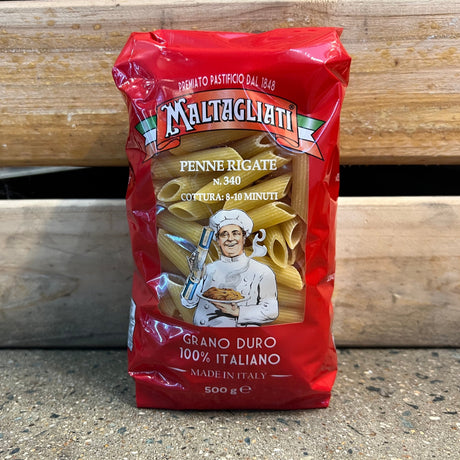 PREMIATO PASTIFICIO DAL 1848
MALTAGLIATI
PENNE RIGATE
N. 340
COTTURA: 8-10 MINUTI
GRANO DURO
100% ITALIANO
MADE IN ITALY
500 g e